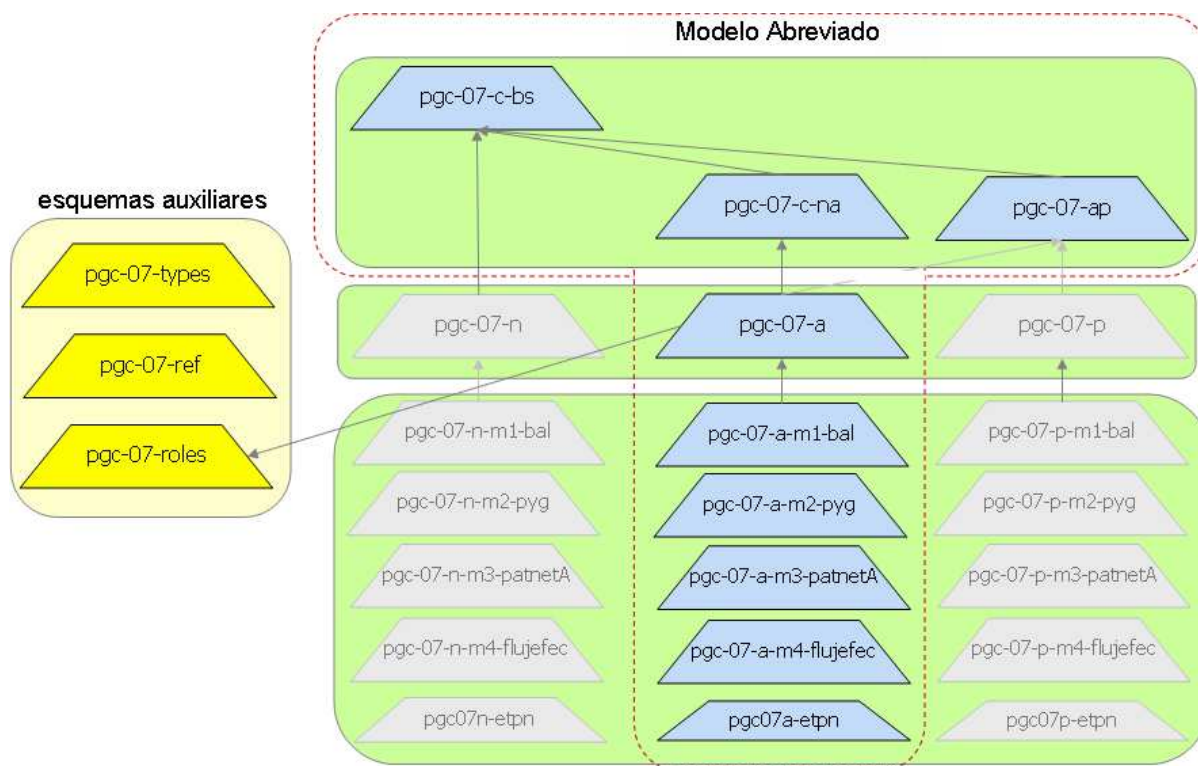 Modelo Abreviado
pgc-07-c-bs
esquemas auxiliares
pgc-07-c-na
pgc-07-ap
pgc-07-types
pgc-07-n
pgc-07-a
pgc-07-p
pgc-07-ref
pgc-07-roles
pgc-07-n-m1-bal
pgc-07-a-m1-bal
pgc-07-p-m1-bal
pgc-07-n-m2-pyg
pgc-07-a-m2-pyg
pgc-07-p-m2-pyg
pgc-07-n-m3-patnetA
pgc-07-a-m3-patnetA
pgc-07-p-m3-patnetA
pgc-07-n-m4-flujefec
pgc-07-a-m4-flujefec
pgc-07-p-m4-flujefec
pgc07n-etpn
pgc07a-etpn
pgc07p-etpn